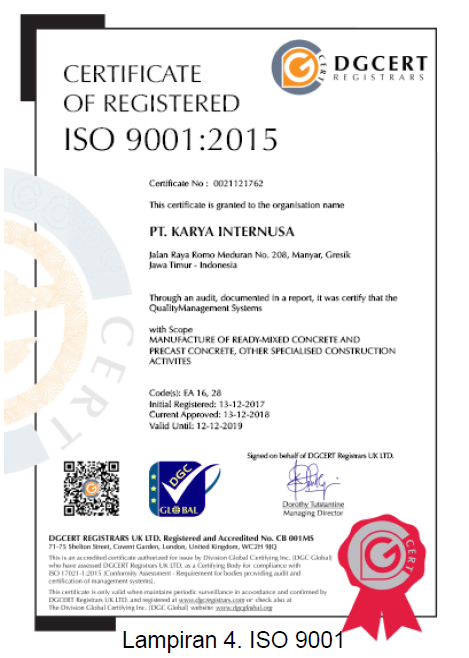 DGCERT
REGISTRARS
CERTIFICATE
OF REGISTERED
ISO 9001:2015
Certificate No : 0021121762
This certificate is granted to the organisation name
PT. KARYA INTERNUSA
Jalan Raya Romo Meduran No. 208, Manyar, Gresik
Jawa Timur - Indonesia
Through an audit, documented in a report, it was certify that the
QualityManagement Systems
with Scope
MANUFACTURE OF READY-MIXED CONCRETE AND
PRECAST CONCRETE, OTHER SPECIALISED CONSTRUCTION
ACTIVITES
Code(s): EA 16, 28
Initial Registered: 13-12-2017
Current Approved: 13-12-2018
Valid Until: 12-12-2019
Signed on behalf of DGCERT Registrars UK LTD.
DGC
GLOBAL
Dorothy Tutstantine
Managing Director
DGCERT REGISTRARS UK LTD. Registered and Accredited No. CB 001MS
71-75 Shelton Street, Covent Garden, London, United Kingdom, WC2H 9JQ
This is an accredited certificate authorized for issue by Division Global Certifying Inc. (DGC Global)
who have assessed DGCERT Registrars UK LTD. as a Certifying Body for compliance with
ISO 17021-1:2015 (Conformity Assessment - Requirement for bodies providing audit and
certification of management systems).
This certificate is only valid when maintains periodic surveillance in accordance and confirmed by
DGCERT Registrars UK LTD. and registered at www.dgcregistrars.com or check also at
The Division Global Certifying Inc. (DGC Global) website: www.dgcglobal.org
CERT
Lampiran 4. ISO 9001